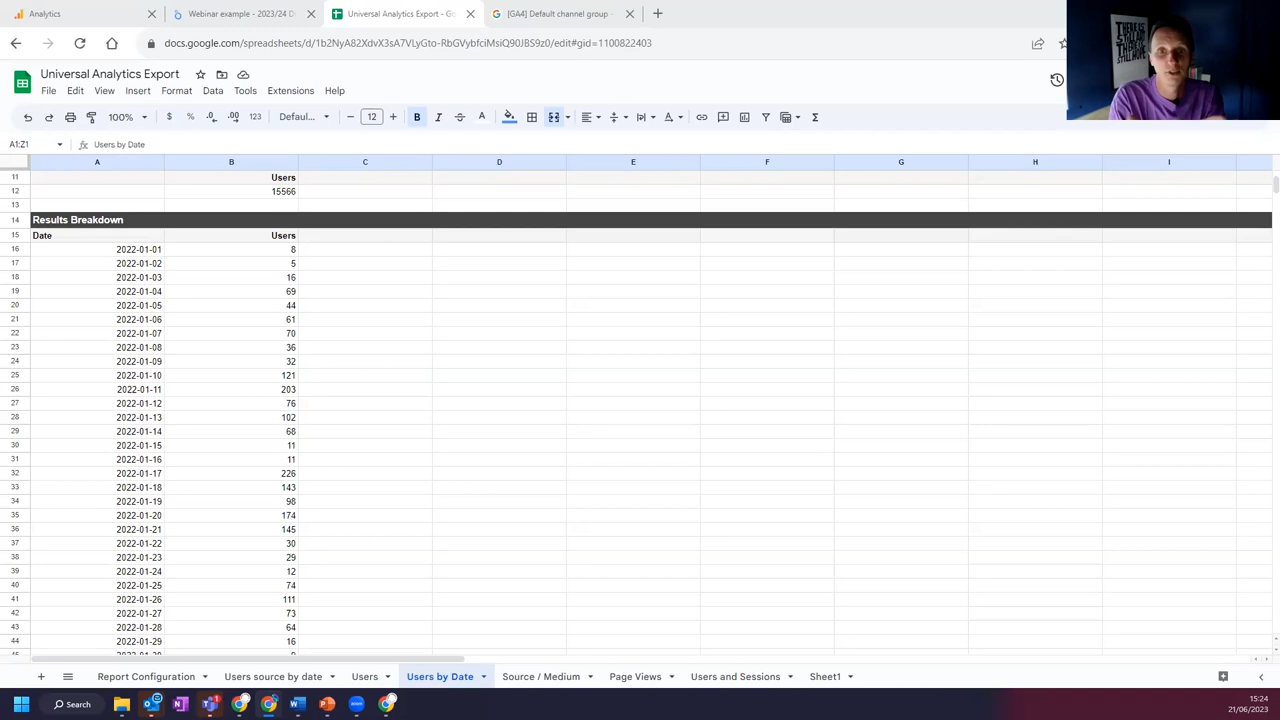 Analytics
Webinar example - 2023/24 D
Universal Analytics Export - Go
[GA4] Default channel group -
docs.google.com/spreadsheets/d/1b2NyA82XdvX3sA7VLyGto-RbGVybfciMsiQ90JBS9z0/edit#gid=1100822403
Universal Analytics Export
File Edit View Insert Format Data Tools Extensions Help
100% $ % .0 .00 123 Defaul... 12 B I S A
A1:Z1 fx Users by Date
A B C D E F G H I
11 Users
12 15566
13
14 Results Breakdown
15 Date Users
16 2022-01-01 8
17 2022-01-02 5
18 2022-01-03 16
19 2022-01-04 69
20 2022-01-05 44
21 2022-01-06 61
22 2022-01-07 70
23 2022-01-08 36
24 2022-01-09 32
25 2022-01-10 121
26 2022-01-11 203
27 2022-01-12 76
28 2022-01-13 102
29 2022-01-14 68
30 2022-01-15 11
31 2022-01-16 11
32 2022-01-17 226
33 2022-01-18 143
34 2022-01-19 98
35 2022-01-20 174
36 2022-01-21 145
37 2022-01-22 30
38 2022-01-23 29
39 2022-01-24 12
40 2022-01-25 74
41 2022-01-26 111
42 2022-01-27 73
43 2022-01-28 64
44 2022-01-29 16
Report Configuration Users source by date Users Users by Date Source / Medium Page Views Users and Sessions Sheet1
Search
15:24
21/06/2023